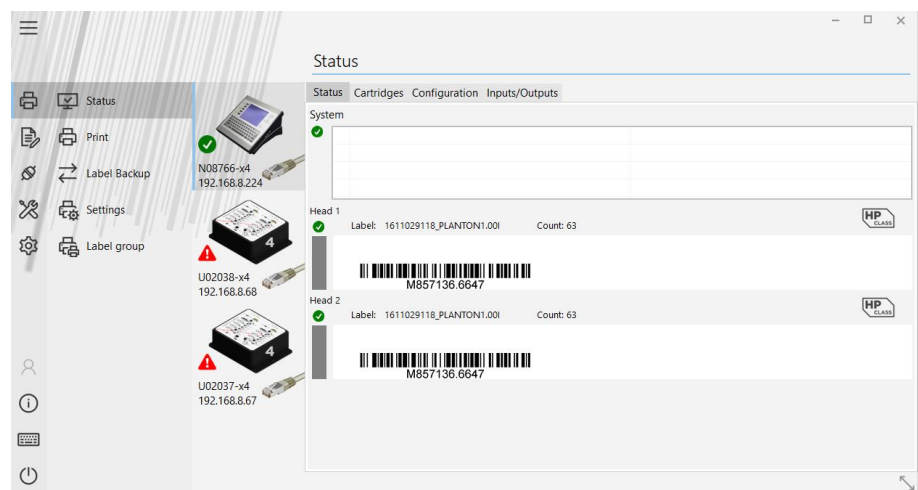 Status
Status
Print
Label Backup
Settings
Label group
N08766-x4
192.168.8.224
4
U02038-x4
192.168.8.68
4
U02037-x4
192.168.8.67
Status Cartridges Configuration Inputs/Outputs
System
Head 1
Label: 1611029118_PLANTON1.00I Count: 63
HP
CLASS
M857136.6647
Head 2
Label: 1611029118_PLANTON1.00I Count: 63
HP
CLASS
M857136.6647